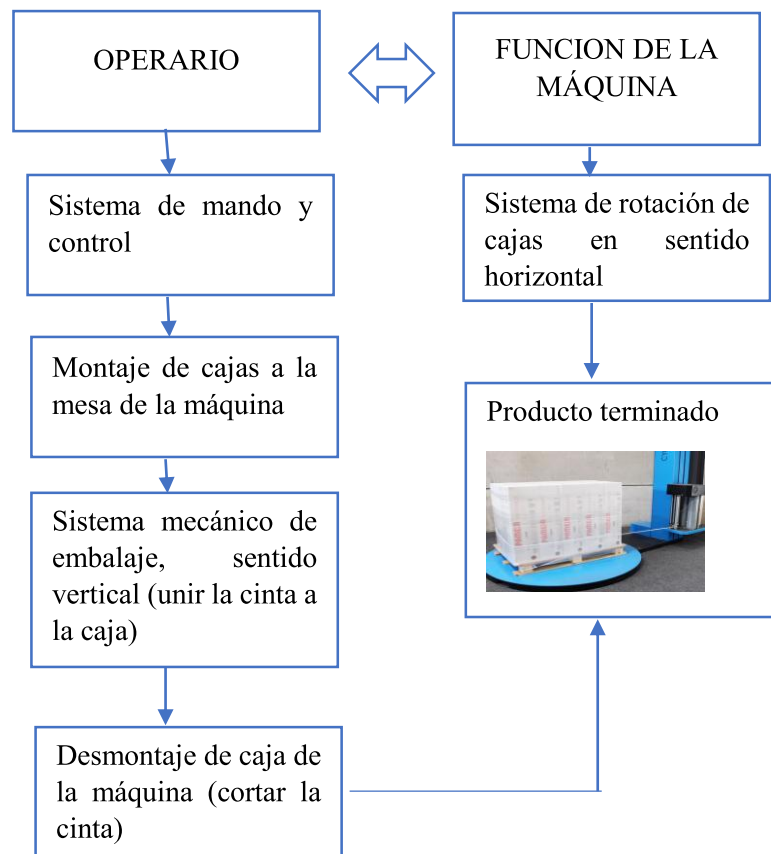 OPERARIO
FUNCION DE LA
MÁQUINA
Sistema de mando y
control
Montaje de cajas a la
mesa de la máquina
Sistema mecánico de
embalaje, sentido
vertical (unir la cinta a
la caja)
Desmontaje de caja de
la máquina (cortar la
cinta)
Sistema de rotación de
cajas en sentido
horizontal
Producto terminado